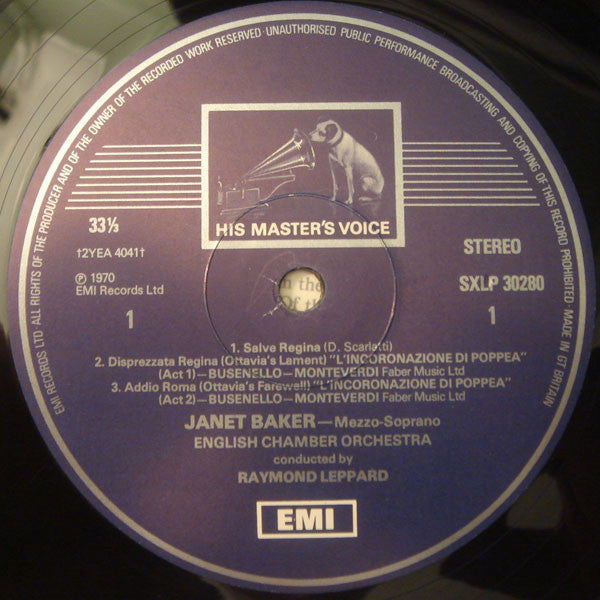 EMI RECORDS LTD ALL RIGHTS OF THE PRODUCER AND OF THE OWNER OF THE RECORDED WORK RESERVED · UNAUTHORISED PUBLIC PERFORMANCE BROADCASTING AND COPYING OF THIS RECORD PROHIBITED · MADE IN GT BRITAIN
HIS MASTER'S VOICE
33⅓
STEREO
†2YEA 4041†
℗ 1970
EMI Records Ltd
SXLP 30280
1
1
in the
Of th
1. Salve Regina (D. Scarlatti)
2. Disprezzata Regina (Ottavia's Lament) "L'INCORONAZIONE DI POPPEA"
(Act 1)—BUSENELLO—MONTEVERDI Faber Music Ltd
3. Addio Roma (Ottavia's Farewell) "L'INCORONAZIONE DI POPPEA"
(Act 2)—BUSENELLO—MONTEVERDI Faber Music Ltd
JANET BAKER—Mezzo-Soprano
ENGLISH CHAMBER ORCHESTRA
conducted by
RAYMOND LEPPARD
EMI